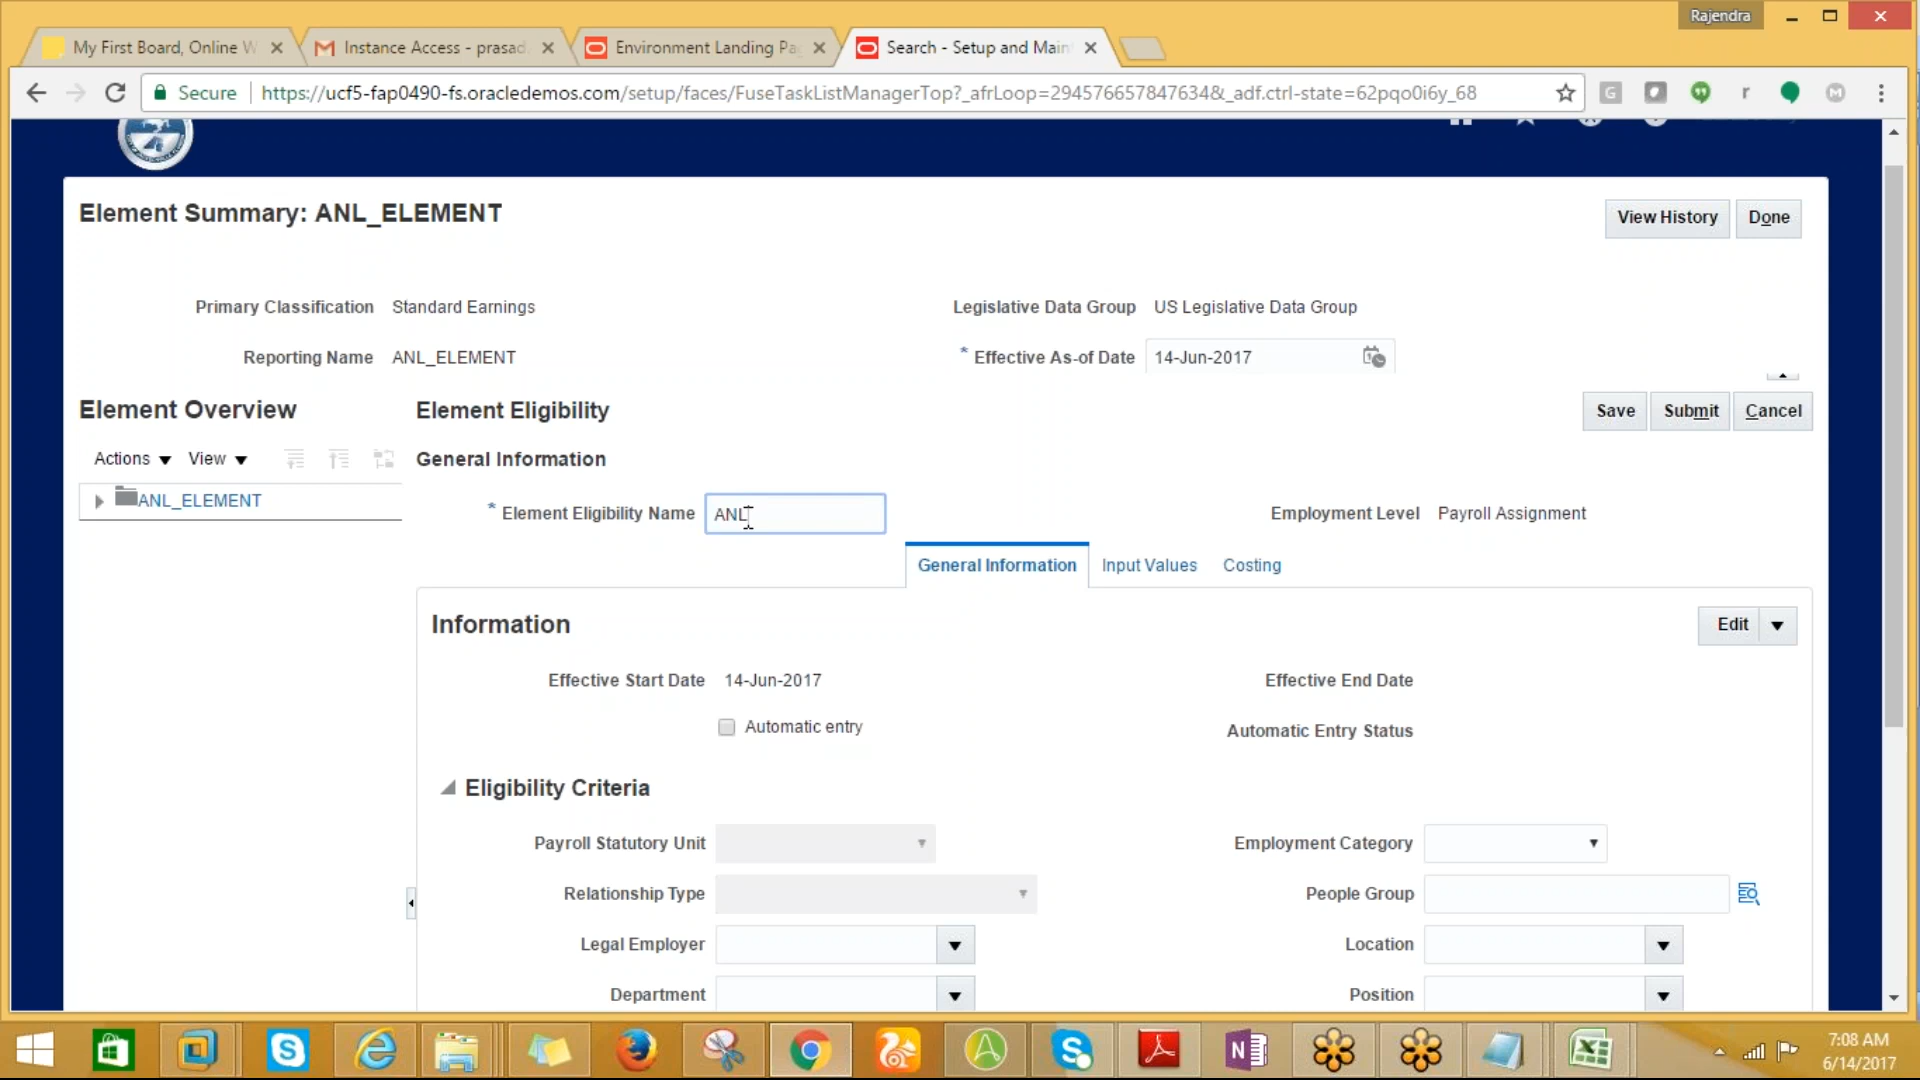 Rajendra
My First Board, Online W
Instance Access - prasad
Environment Landing Pa
Search - Setup and Main
Secure
https://ucf5-fap0490-fs.oracledemos.com/setup/faces/FuseTaskListManagerTop?_afrLoop=294576657847634&_adf.ctrl-state=62pqo0i6y_68
Element Summary: ANL_ELEMENT
View History
Done
Primary Classification Standard Earnings
Legislative Data Group US Legislative Data Group
Reporting Name ANL_ELEMENT
* Effective As-of Date 14-Jun-2017
Element Overview
Element Eligibility
Save Submit Cancel
Actions View
General Information
ANL_ELEMENT
* Element Eligibility Name ANL
Employment Level Payroll Assignment
General Information Input Values Costing
Information
Edit
Effective Start Date 14-Jun-2017
Effective End Date
Automatic entry
Automatic Entry Status
Eligibility Criteria
Payroll Statutory Unit
Employment Category
Relationship Type
People Group
Legal Employer
Location
Department
Position
7:08 AM
6/14/2017